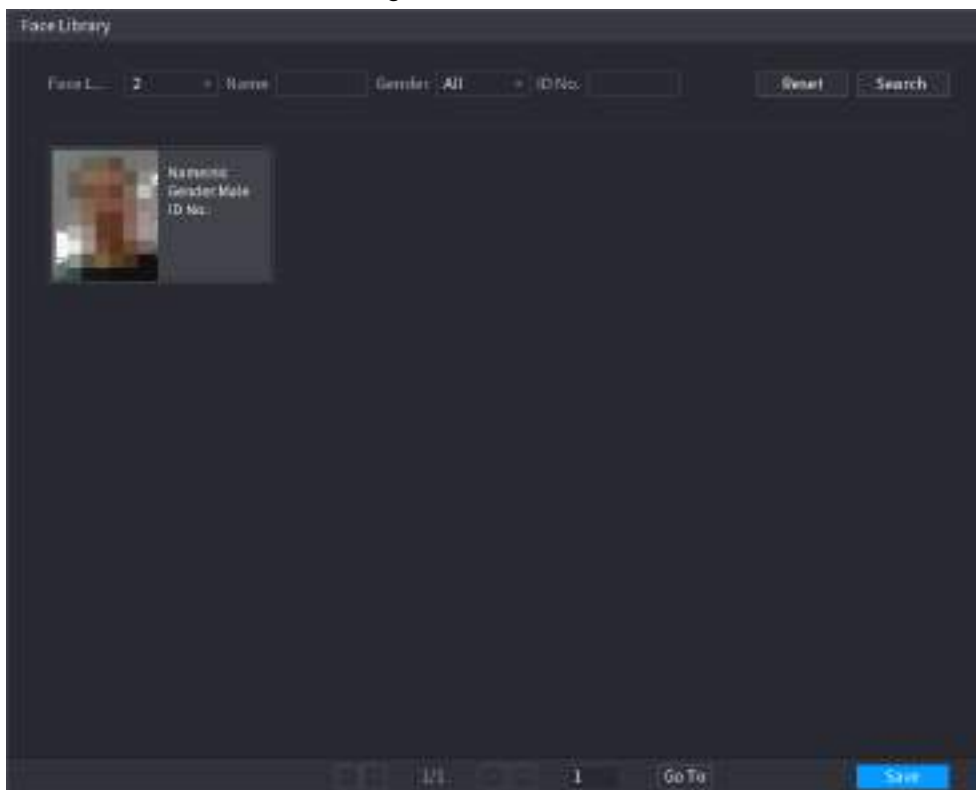 Face Library
Face L... 2 Name Gender All ID No. Reset Search
Gender:Male
ID No.:
1/1 1 Go To Save